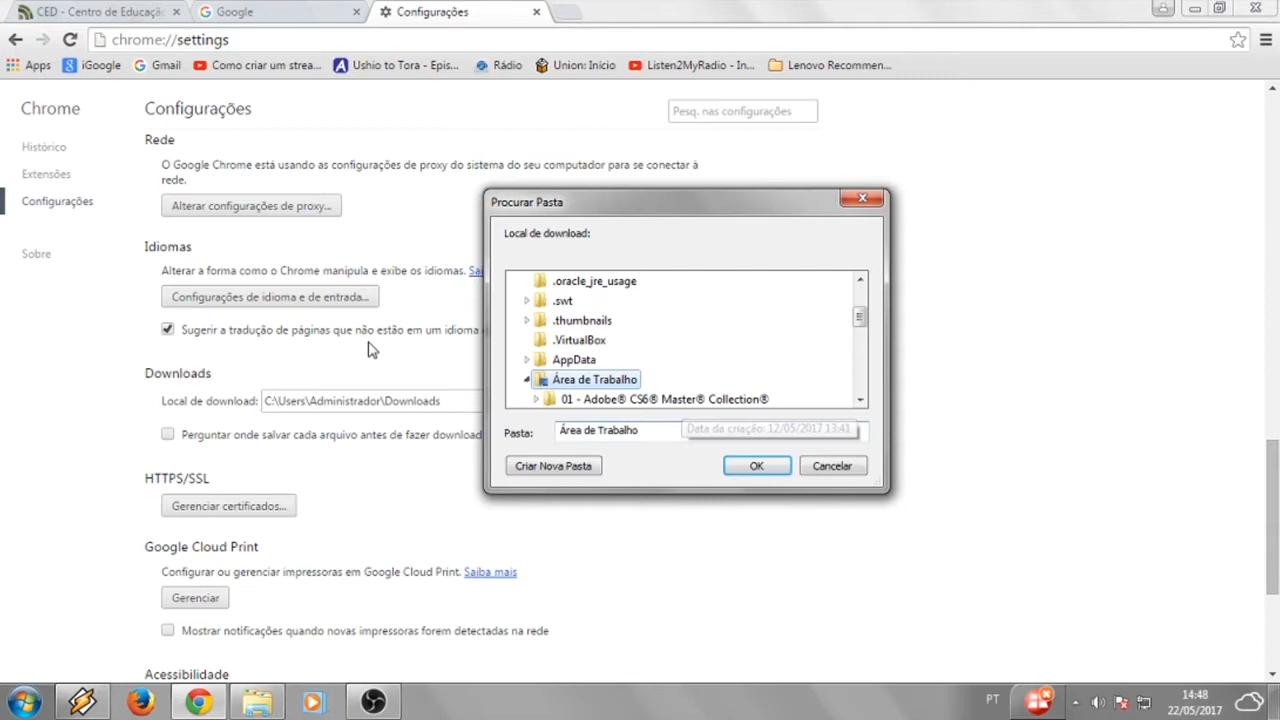 CED - Centro de Educaçã
Google
Configurações
chrome://settings
Apps
iGoogle
Gmail
Como criar um strea...
Ushio to Tora - Epis...
Rádio
Union: Inicio
Listen2MyRadio - In...
Lenovo Recommen...
Chrome
Configurações
Pesq. nas configurações
Histórico
Extensões
Configurações
Sobre
Rede
O Google Chrome está usando as configurações de proxy do sistema do seu computador para se conectar à
rede.
Alterar configurações de proxy...
Idiomas
Alterar a forma como o Chrome manipula e exibe os idiomas. Sai
Configurações de idioma e de entrada...
Sugerir a tradução de páginas que não estão em um idioma
Downloads
Local de download: C:\Users\Administrador\Downloads
Perguntar onde salvar cada arquivo antes de fazer download
HTTPS/SSL
Gerenciar certificados...
Google Cloud Print
Configurar ou gerenciar impressoras em Google Cloud Print. Saiba mais
Gerenciar
Mostrar notificações quando novas impressoras forem detectadas na rede
Acessibilidade
Procurar Pasta
Local de download:
.oracle_jre_usage
.swt
.thumbnails
.VirtualBox
AppData
Área de Trabalho
01 - Adobe® CS6® Master® Collection®
Pasta: Área de Trabalho
Data da criação: 12/05/2017 13:41
Criar Nova Pasta
OK
Cancelar
PT
14:48
22/05/2017